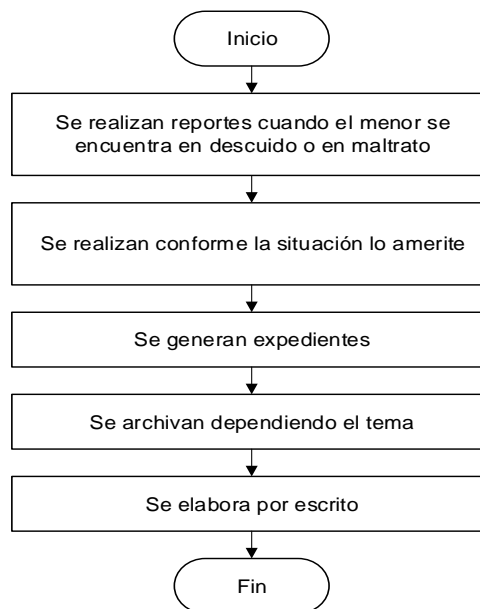 Inicio
Se realizan reportes cuando el menor se
encuentra en descuido o en maltrato
Se realizan conforme la situación lo amerite
Se generan expedientes
Se archivan dependiendo el tema
Se elabora por escrito
Fin